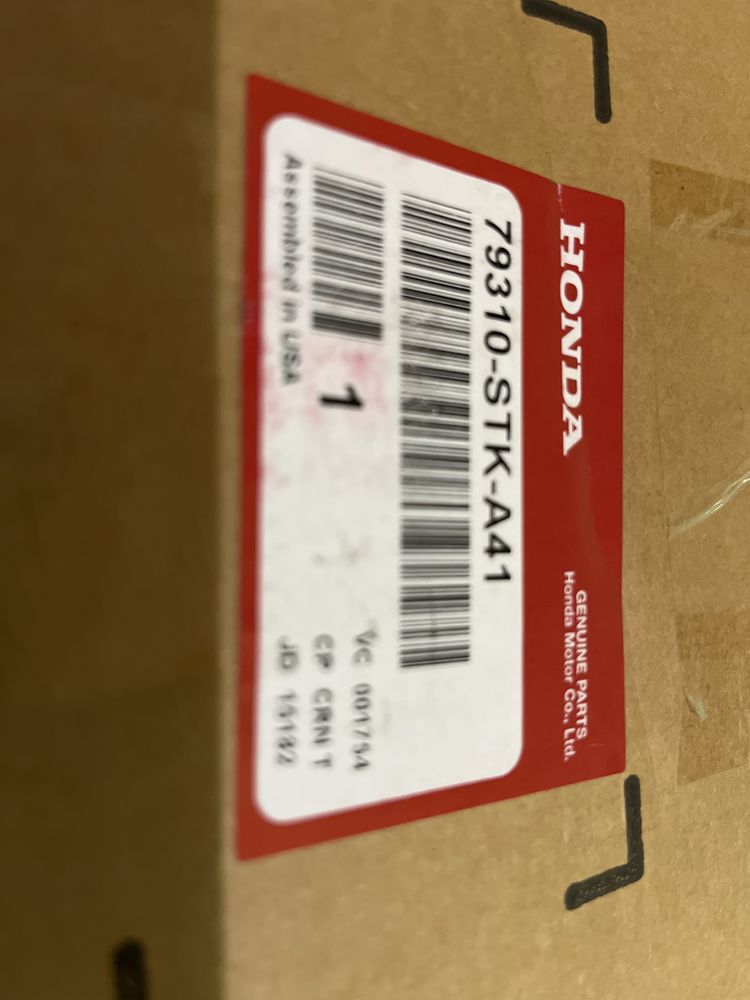 HONDA
GENUINE PARTS
Honda Motor Co., Ltd.
79310-STK-A41
1
VC 001754
CP CRN T
Assembled in USA
JD